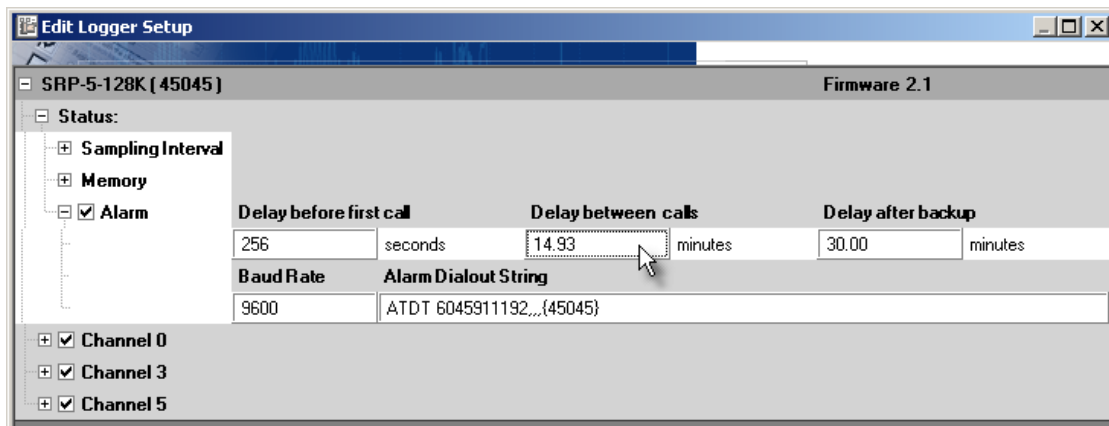 Edit Logger Setup
SRP-5-128K (45045) Firmware 2.1
Status:
Sampling Interval
Memory
Alarm Delay before first call Delay between calls Delay after backup
256 seconds 14.93 minutes 30.00 minutes
Baud Rate Alarm Dialout String
9600 ATDT 6045911192,,,{45045}
Channel 0
Channel 3
Channel 5